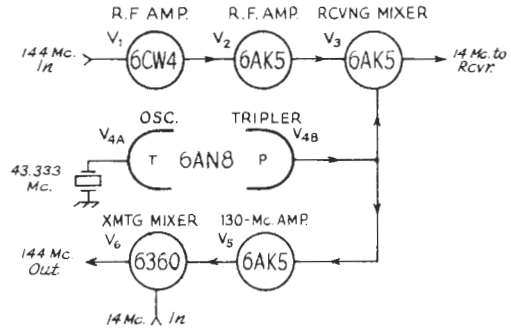 R.F AMP. R.F. AMP. RCVNG MIXER
144 Mc. In V1 6CW4 V2 6AK5 V3 6AK5 14 Mc. to Rcvr.
OSC. TRIPLER
V4A T 6AN8 P V4B
43.333 Mc.
XMTG MIXER 130-Mc. AMP.
144 Mc. Out V6 6360 V5 6AK5
14 Mc. In